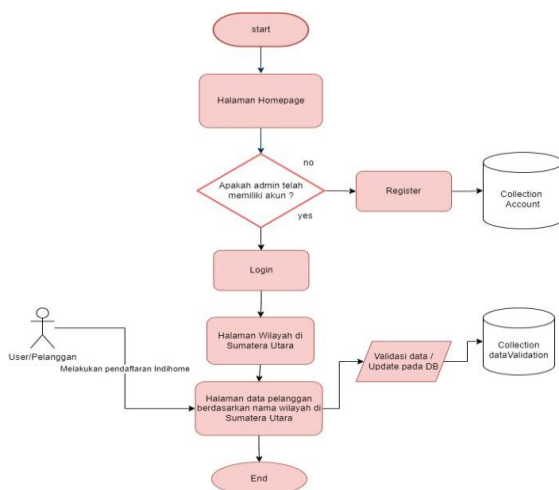 start
Halaman Homepage
no
Apakah admin telah
memiliki akun ?
yes
Register
Collection
Account
Login
Halaman Wilayah di
Sumatera Utara
User/Pelanggan
Melakukan pendaftaran Indihome
Validasi data /
Update pada DB
Collection
dataValidation
Halaman data pelanggan
berdasarkan nama wilayah di
Sumatera Utara
End